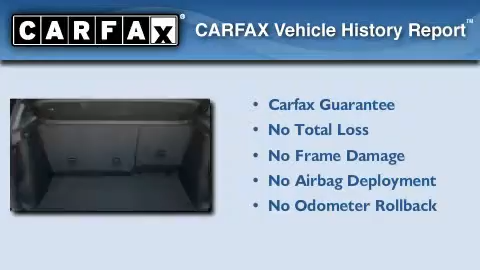 CARFAX® CARFAX Vehicle History Report™
• Carfax Guarantee
• No Total Loss
• No Frame Damage
• No Airbag Deployment
• No Odometer Rollback